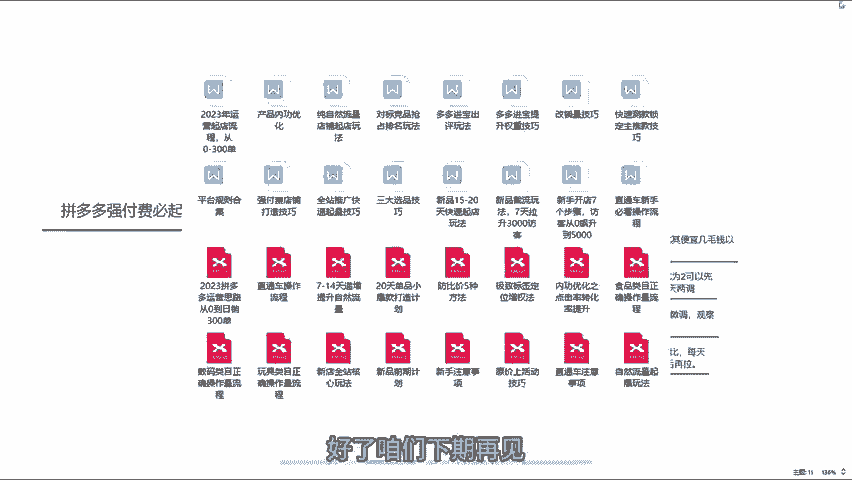 2023年运
营起店流
程，从
0-300单
产品内功优
化
纯自然流量
店铺起店玩
法
对标竞品抢
占排名玩法
多多进宝出
评玩法
多多进宝提
升权重技巧
改销量技巧
快速测款锁
定主推款技
巧
平台规则合
集
强付费店铺
打造技巧
全站推广快
速起量技巧
三大选品技
巧
新品15-20
天快速起店
玩法
新品截流玩
法，7天拉
升3000访
客
新手开店7
个步骤，访
客从0飙升
到5000
直通车新手
必看操作流
程
拼多多强付费必起
其便宜几毛钱以
为2可以先
天再调
微调，观察
比，每天
后再拉。
2023拼多
多运营思路
从0到日销
300单
直通车操作
流程
7-14天递增
提升自然流
量
20天单品小
爆款打造计
划
防比价5种
方法
极致标签定
位增权法
内功优化之
点击率转化
率提升
食品类目正
确操作量流
程
数码类目正
确操作量流
程
玩具类目正
确操作量流
程
新店全站核
心玩法
新品前期计
划
新手注意事
项
原价上活动
技巧
直通车注意
事项
自然流量起
爆玩法
好了咱们下期再见
主题: 11 136%